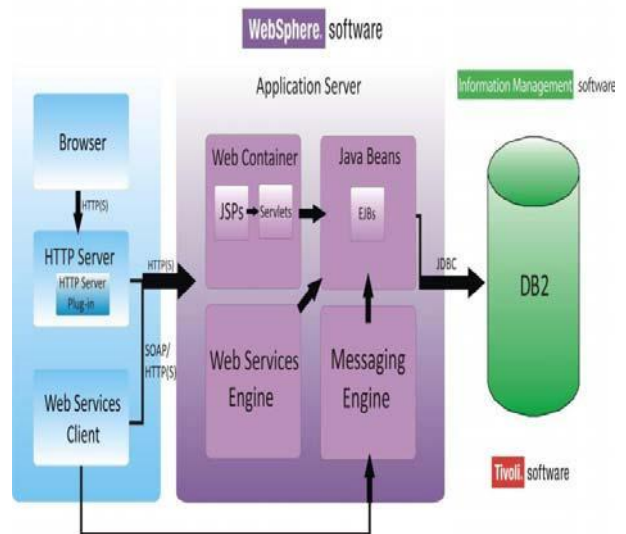 WebSphere. software
Application Server
Information Management software
Browser
HTTP(S)
HTTP Server
HTTP Server
Plug-in
HTTP(S)
SOAP/
HTTP(S)
Web Services
Client
Web Container
JSPs
Servlets
Java Beans
EJBs
Web Services
Engine
Messaging
Engine
JDBC
DB2
Tivoli. software